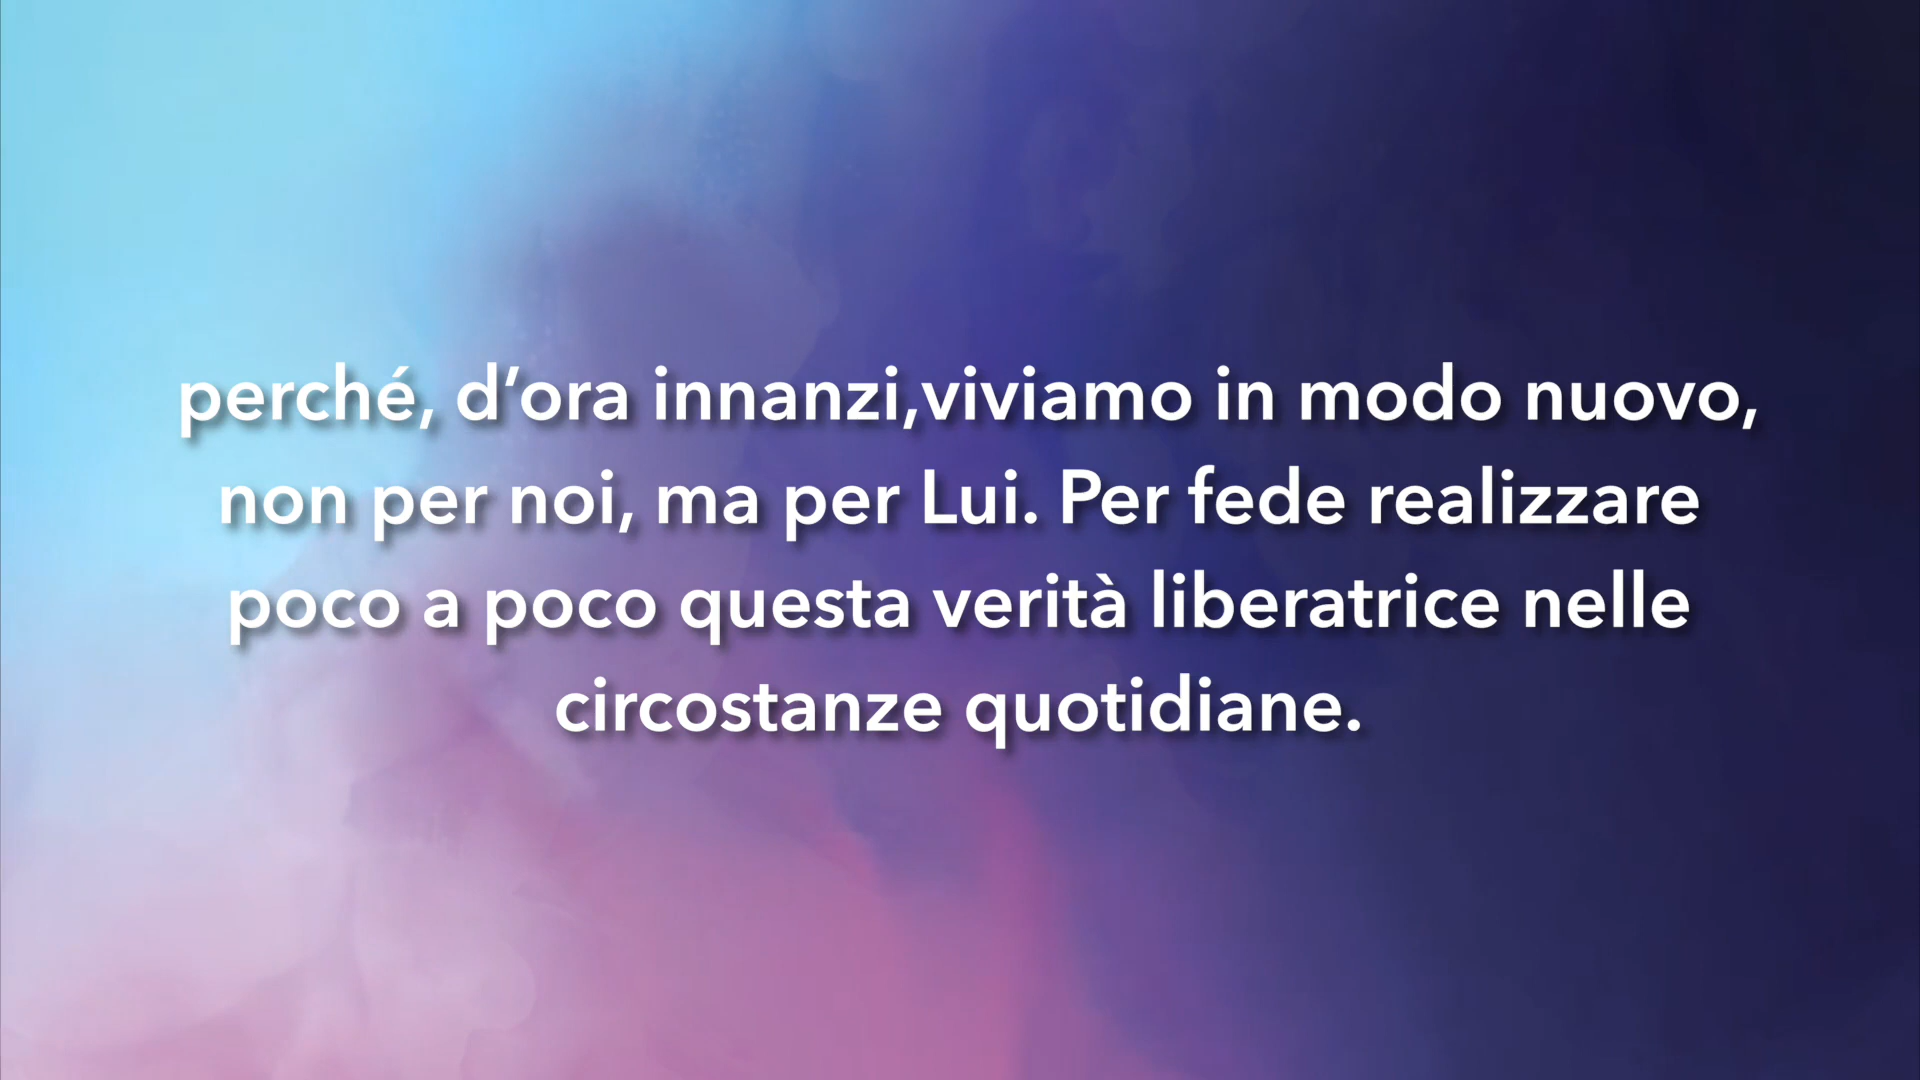 perché, d’ora innanzi,viviamo in modo nuovo,
non per noi, ma per Lui. Per fede realizzare
poco a poco questa verità liberatrice nelle
circostanze quotidiane.